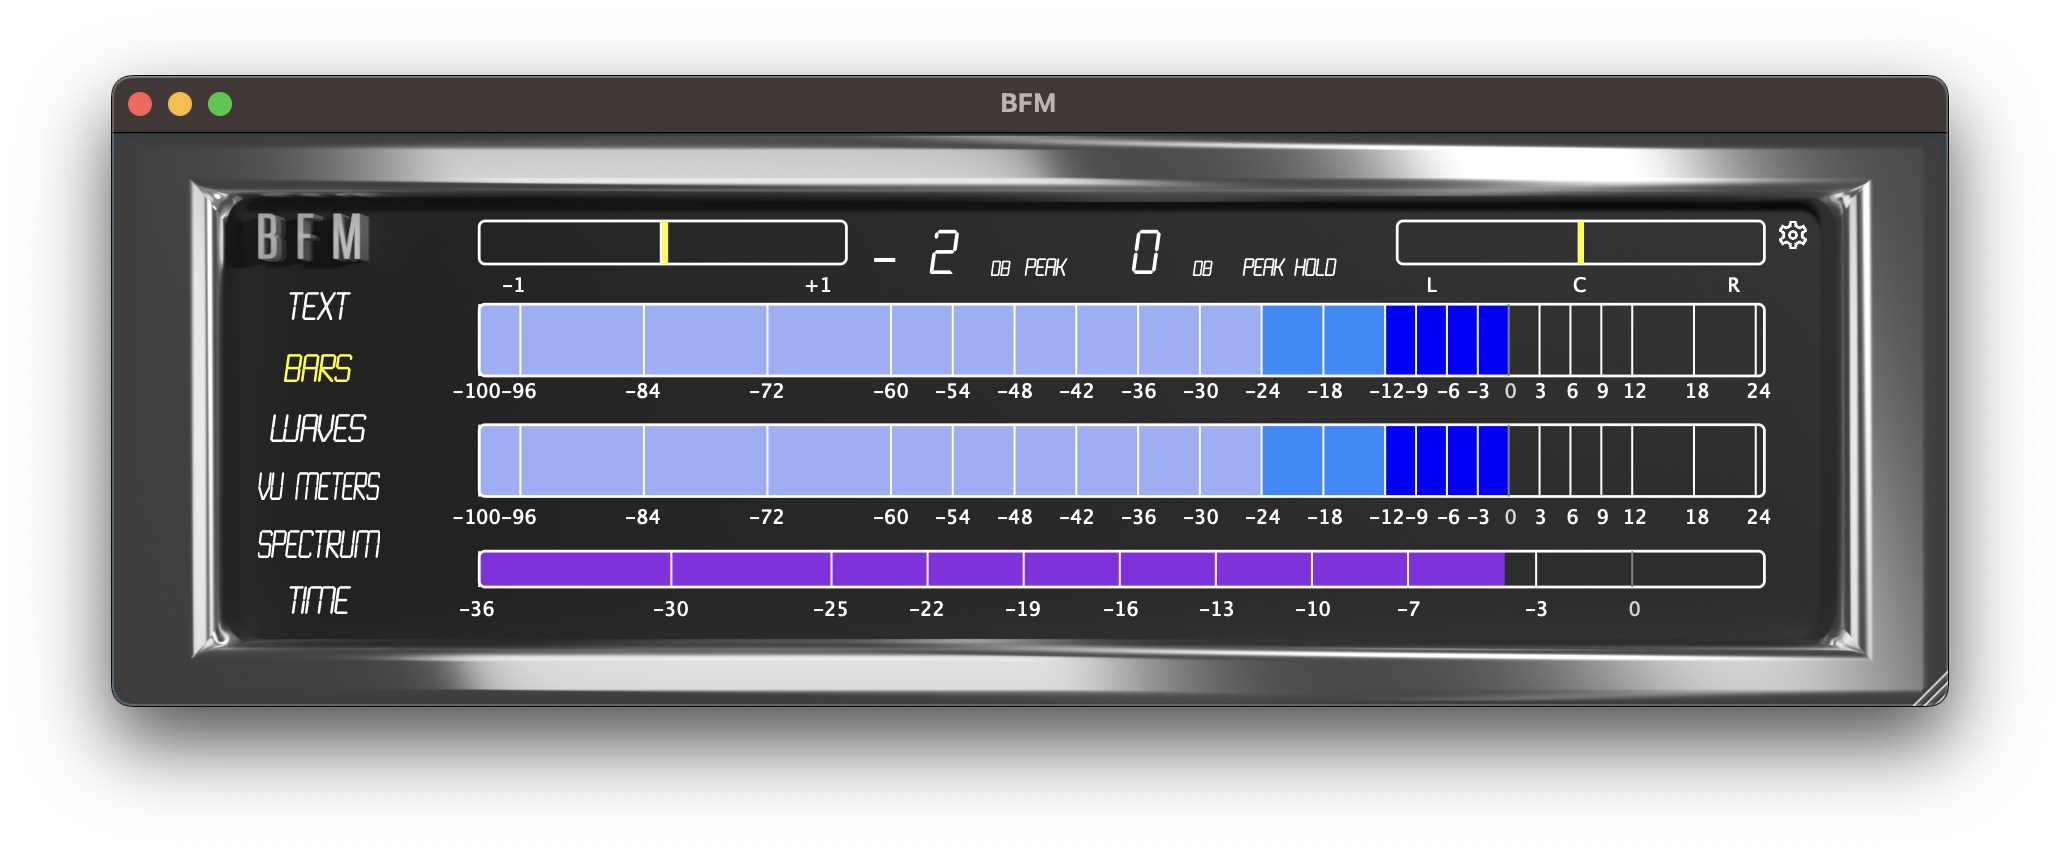 BFM
BFM
- 2 DB PEAK 0 DB PEAK HOLD
-1 +1 L C R
TEXT
BARS
WAVES
VU METERS
SPECTRUM
TIME
-100-96 -84 -72 -60 -54 -48 -42 -36 -30 -24 -18 -12-9 -6 -3 0 3 6 9 12 18 24
-100-96 -84 -72 -60 -54 -48 -42 -36 -30 -24 -18 -12-9 -6 -3 0 3 6 9 12 18 24
-36 -30 -25 -22 -19 -16 -13 -10 -7 -3 0